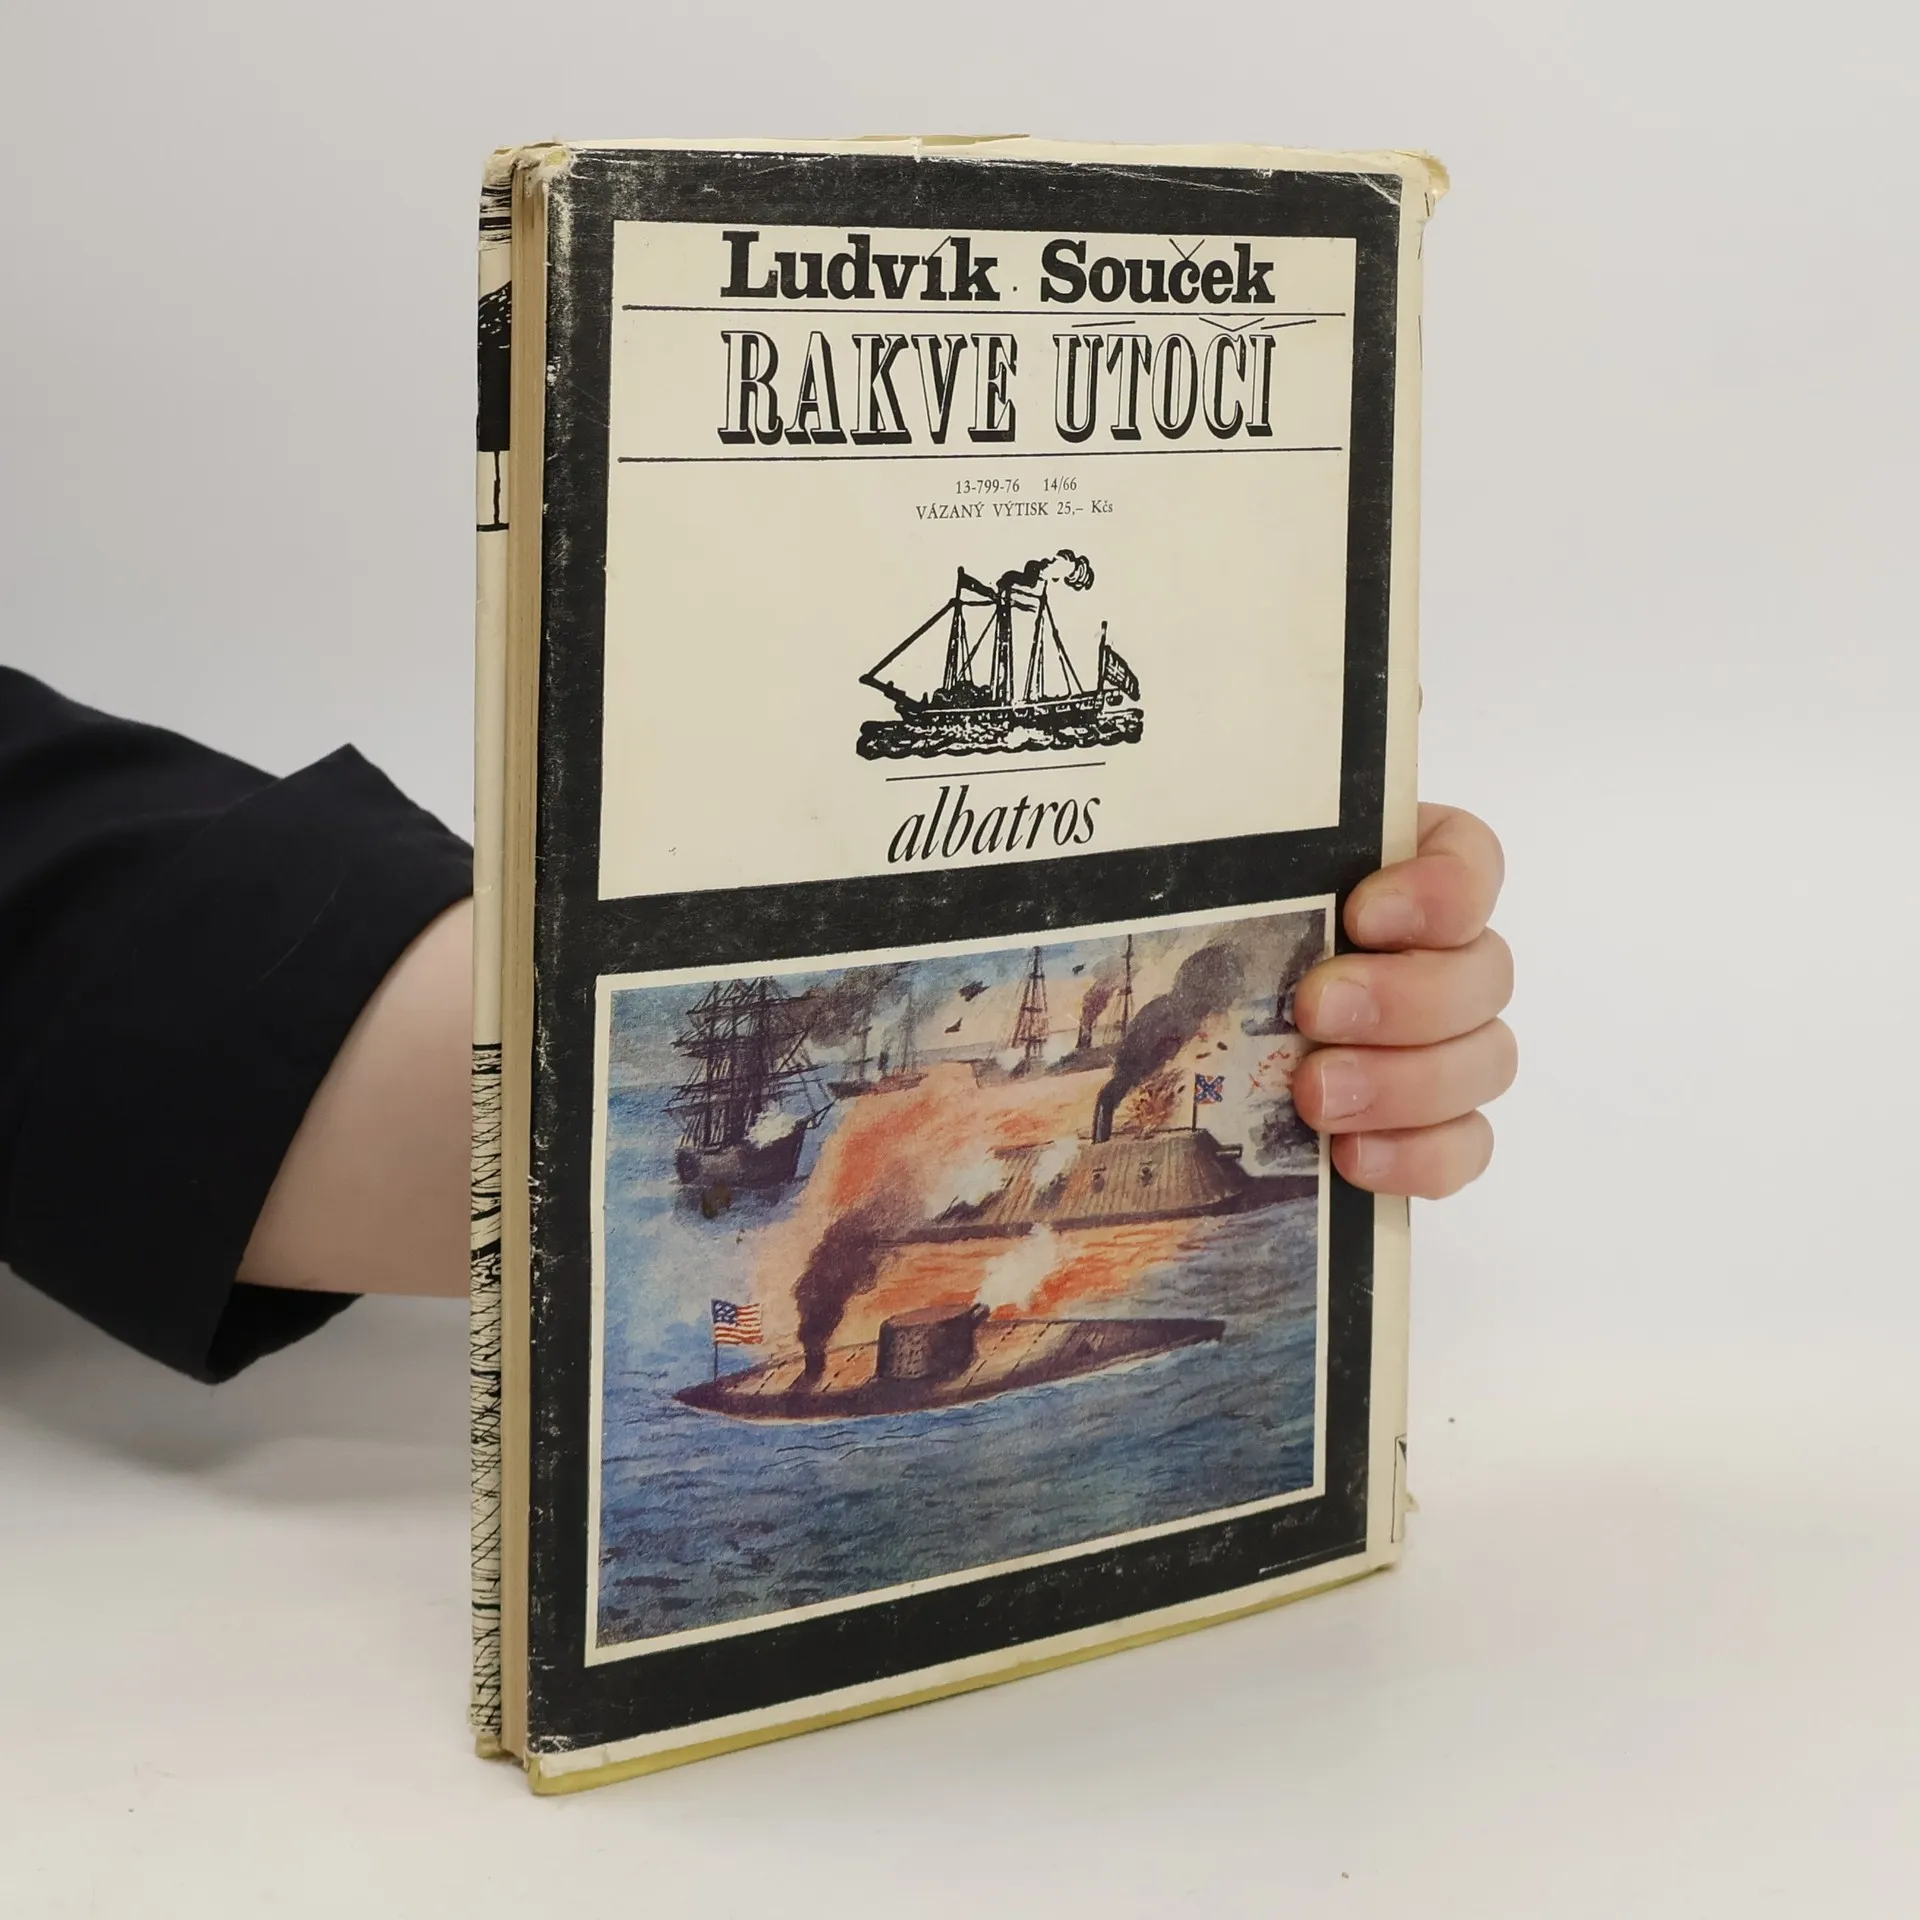 Ludvík Souček
RAKVE ÚTOČÍ
13-799-76 14/66
VÁZANÝ VÝTISK 25,– Kčs
albatros